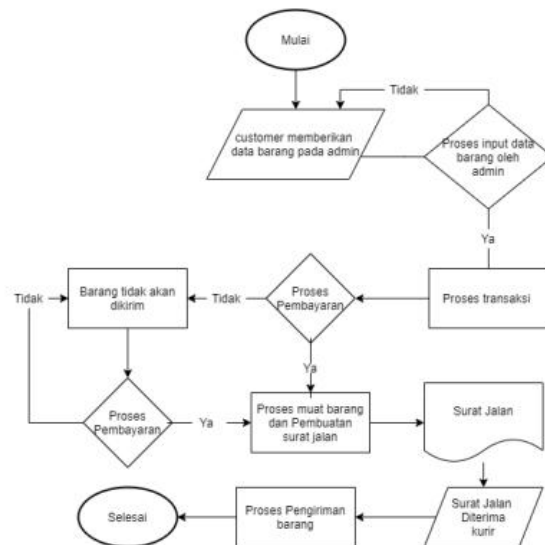 Mulai
Tidak
customer memberikan
data barang pada admin
Proses input data
barang oleh
admin
Ya
Barang tidak akan
dikirim
Tidak
Tidak
Proses
Pembayaran
Proses transaksi
Ya
Proses
Pembayaran
Ya
Proses muat barang
dan Pembuatan
surat jalan
Surat Jalan
Selesai
Proses Pengiriman
barang
Surat Jalan
Diterima
kurir